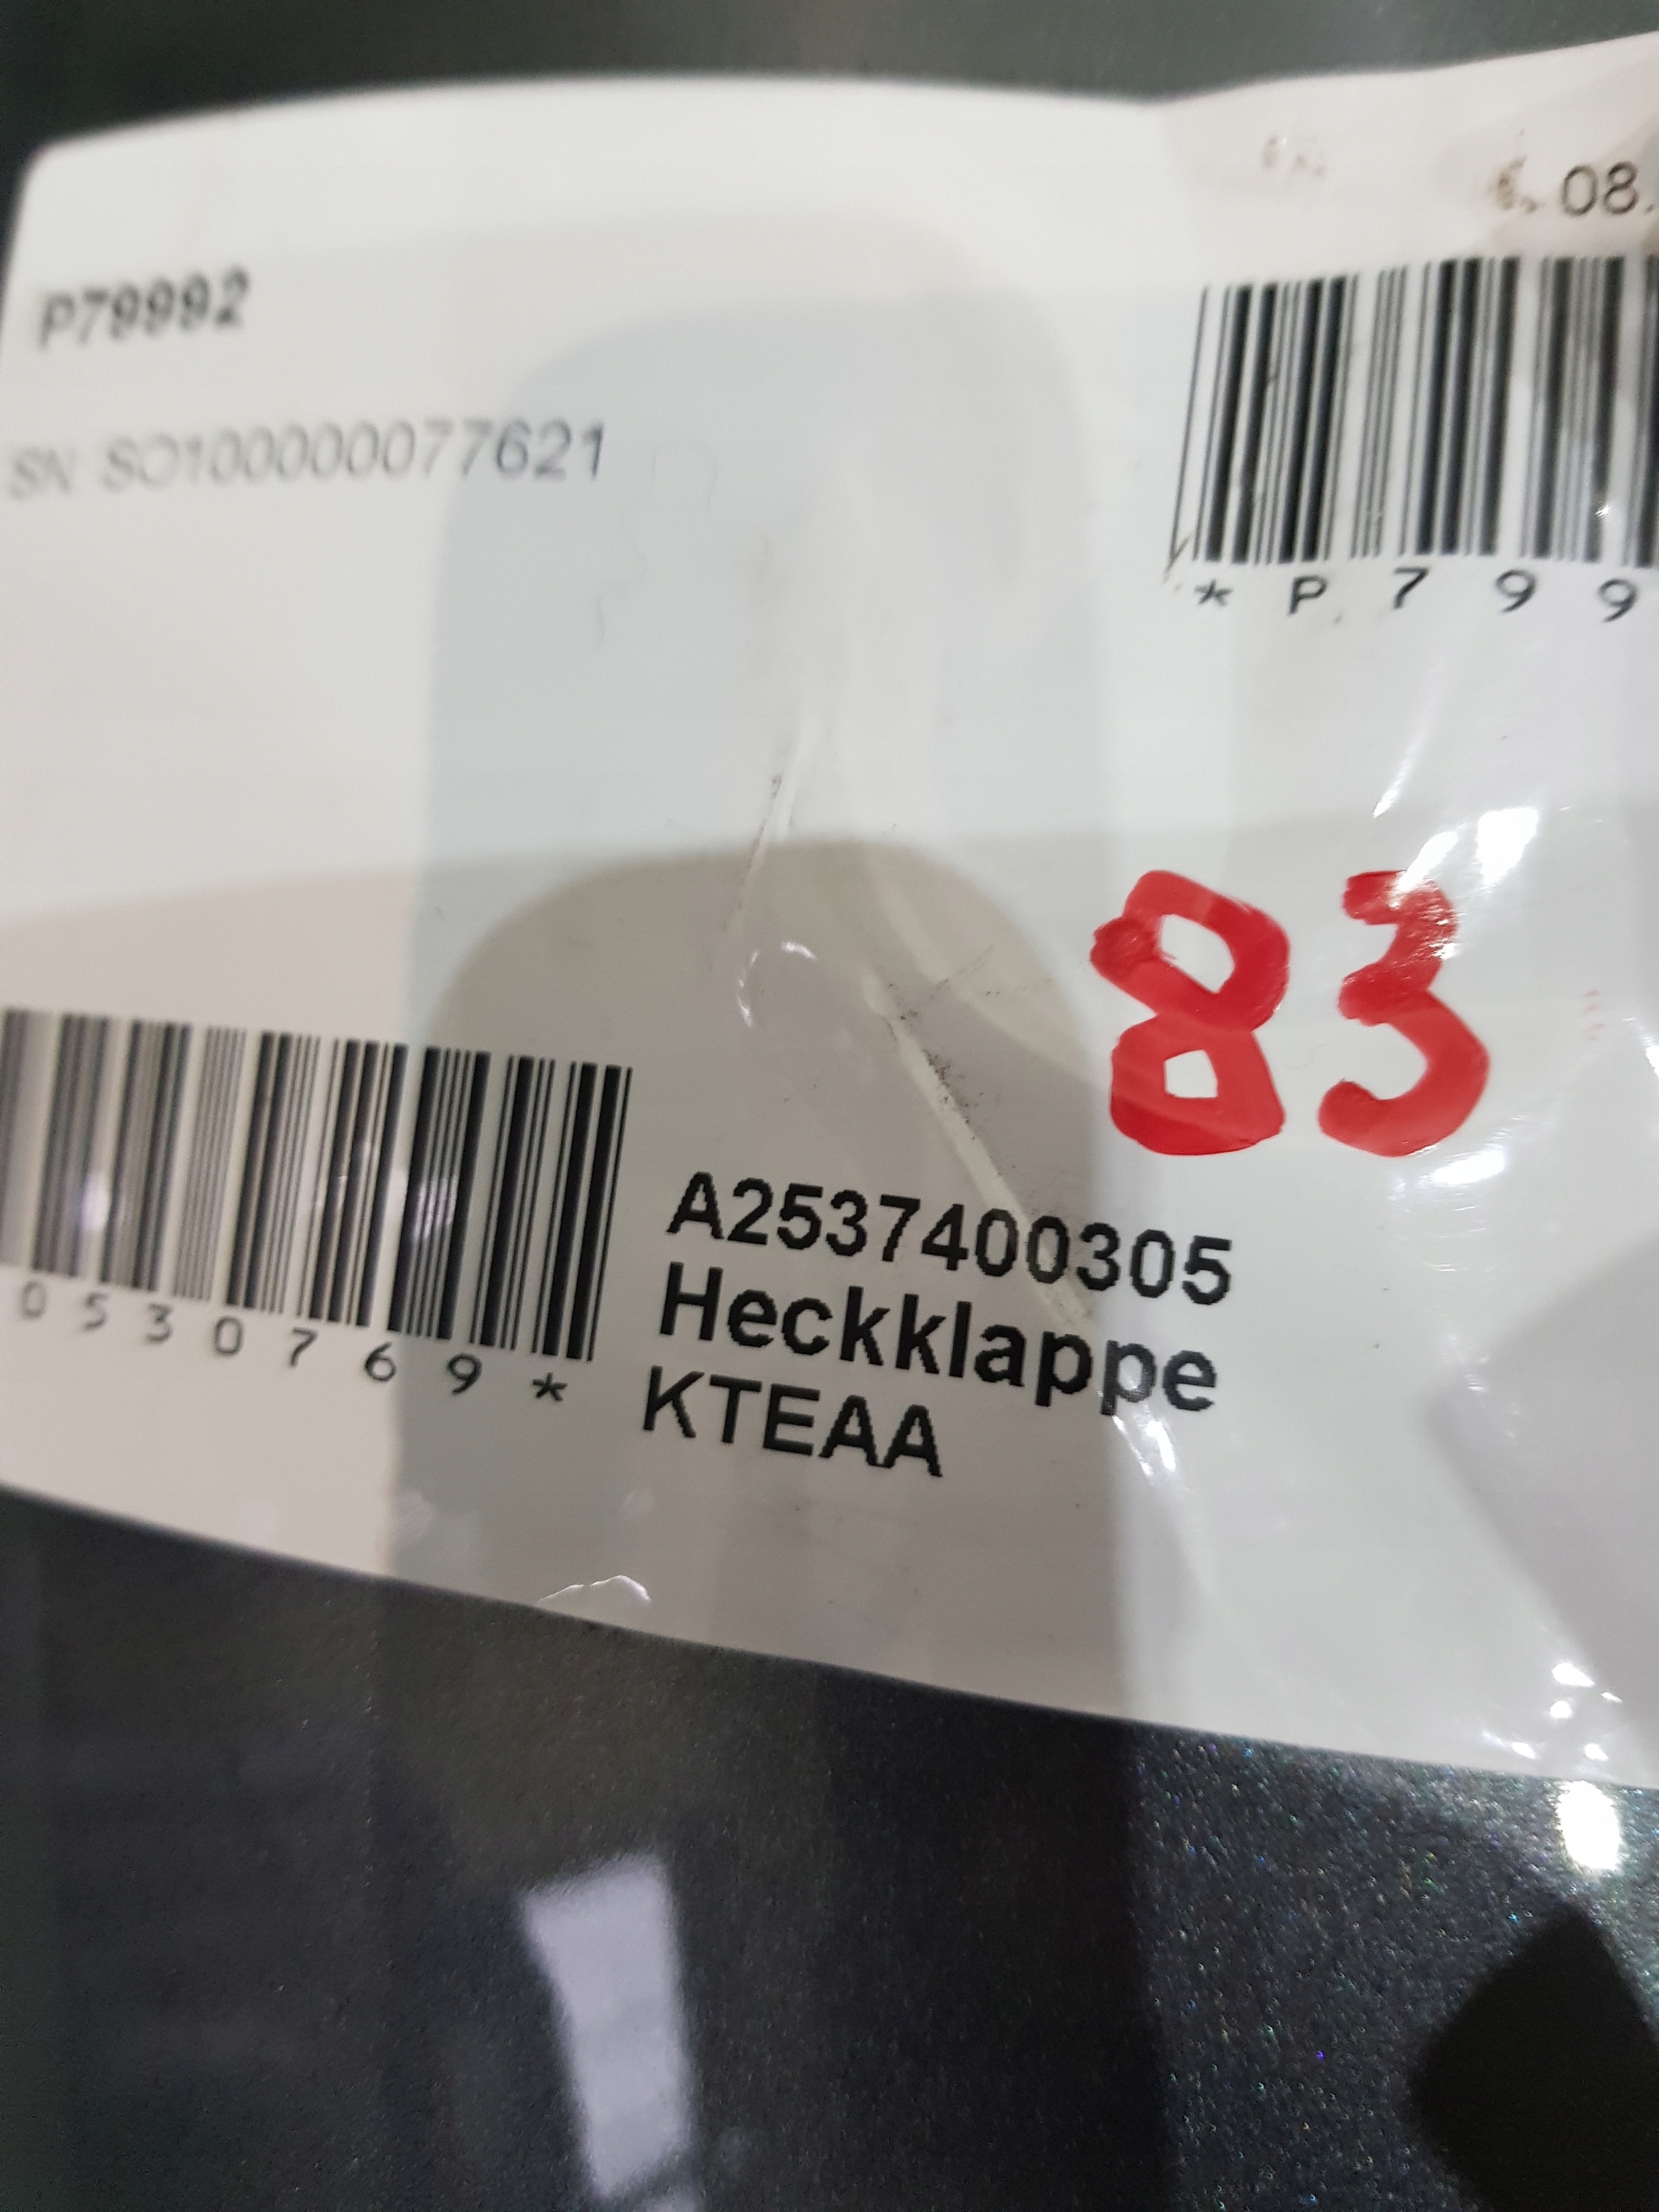 08.
P79992
SN: SO100000077621
*P799
83
0530769*
A2537400305
Heckklappe
KTEAA